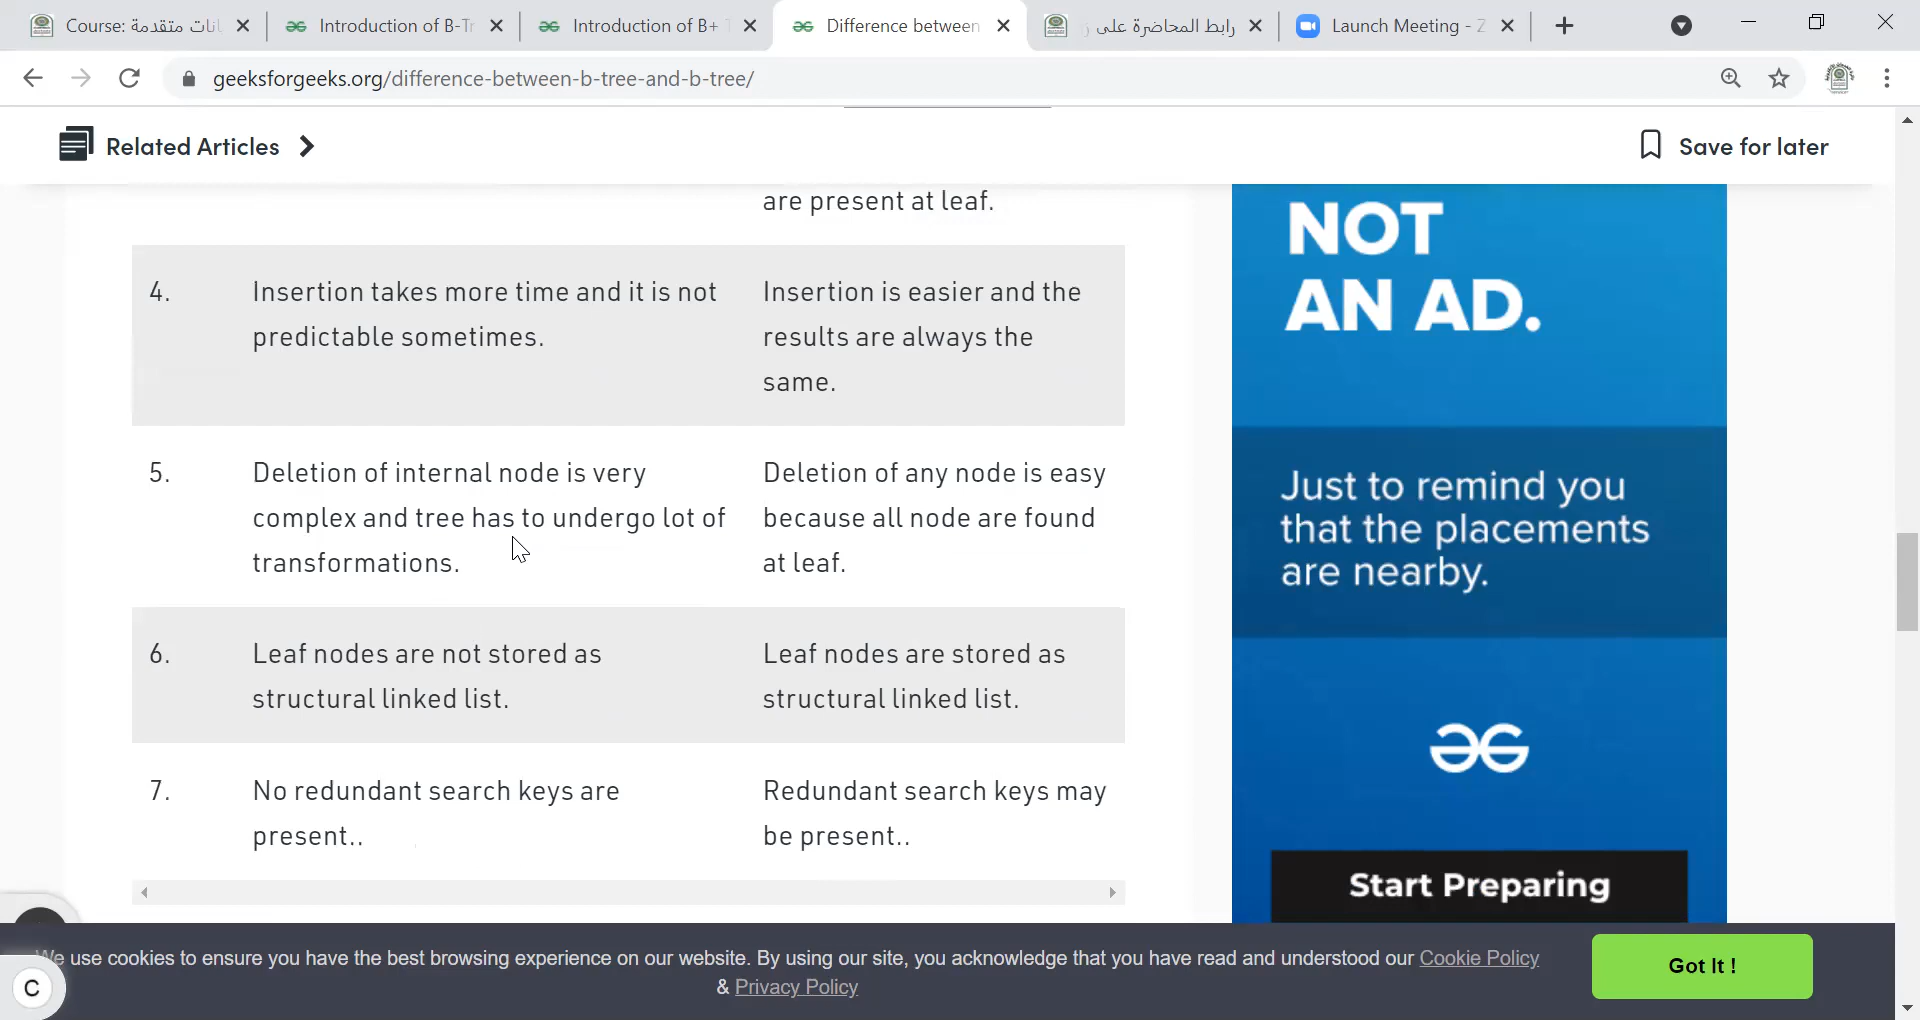 Course: قواعد بيانات متقدمة
Introduction of B-Tr
Introduction of B+ T
Difference between
رابط المحاضرة على ز
Launch Meeting - Z
geeksforgeeks.org/difference-between-b-tree-and-b-tree/
Related Articles
Save for later
are present at leaf.
4.
Insertion takes more time and it is not
predictable sometimes.
Insertion is easier and the
results are always the
same.
5.
Deletion of internal node is very
complex and tree has to undergo lot of
transformations.
Deletion of any node is easy
because all node are found
at leaf.
6.
Leaf nodes are not stored as
structural linked list.
Leaf nodes are stored as
structural linked list.
7.
No redundant search keys are
present..
Redundant search keys may
be present..
NOT
AN AD.
Just to remind you
that the placements
are nearby.
Start Preparing
We use cookies to ensure you have the best browsing experience on our website. By using our site, you acknowledge that you have read and understood our Cookie Policy
& Privacy Policy
Got It !
C